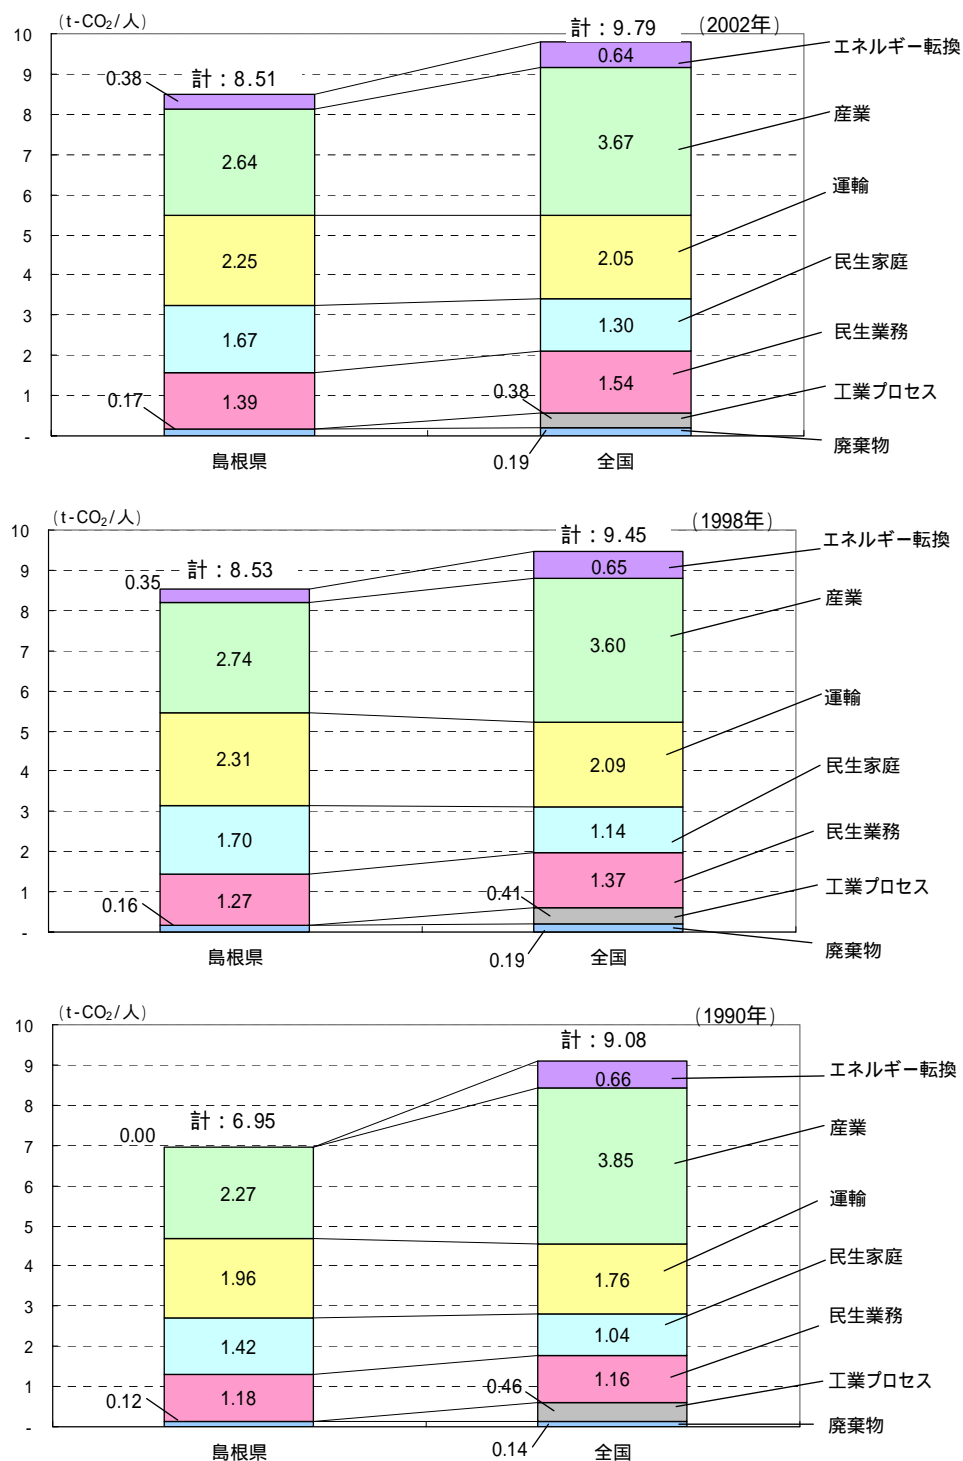 (t-CO₂/人)
計：9.79
(2002年)
10
9
8
7
6
5
4
3
2
1
-
0.38
計：8.51
2.64
2.25
1.67
1.39
0.17
0.64
3.67
2.05
1.30
1.54
0.38
0.19
エネルギー転換
産業
運輸
民生家庭
民生業務
工業プロセス
廃棄物
島根県
全国
(t-CO₂/人)
計：9.45
(1998年)
10
9
8
7
6
5
4
3
2
1
-
0.35
計：8.53
2.74
2.31
1.70
1.27
0.16
0.65
3.60
2.09
1.14
1.37
0.41
0.19
エネルギー転換
産業
運輸
民生家庭
民生業務
工業プロセス
廃棄物
島根県
全国
(t-CO₂/人)
計：9.08
(1990年)
10
9
8
7
6
5
4
3
2
1
-
0.00
計：6.95
2.27
1.96
1.42
1.18
0.12
0.66
3.85
1.76
1.04
1.16
0.46
0.14
エネルギー転換
産業
運輸
民生家庭
民生業務
工業プロセス
廃棄物
島根県
全国